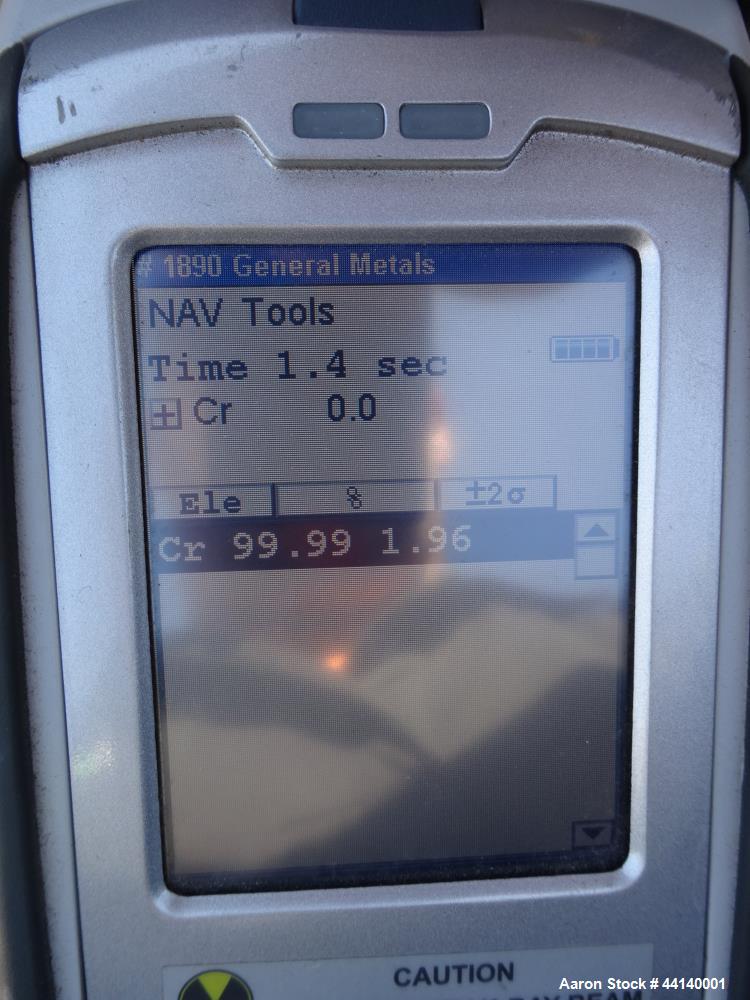 # 1890 General Metals
NAV Tools
Time 1.4 sec
+ Cr 0.0
Ele % ±2σ
Cr 99.99 1.96
CAUTION
Aaron Stock # 44140001